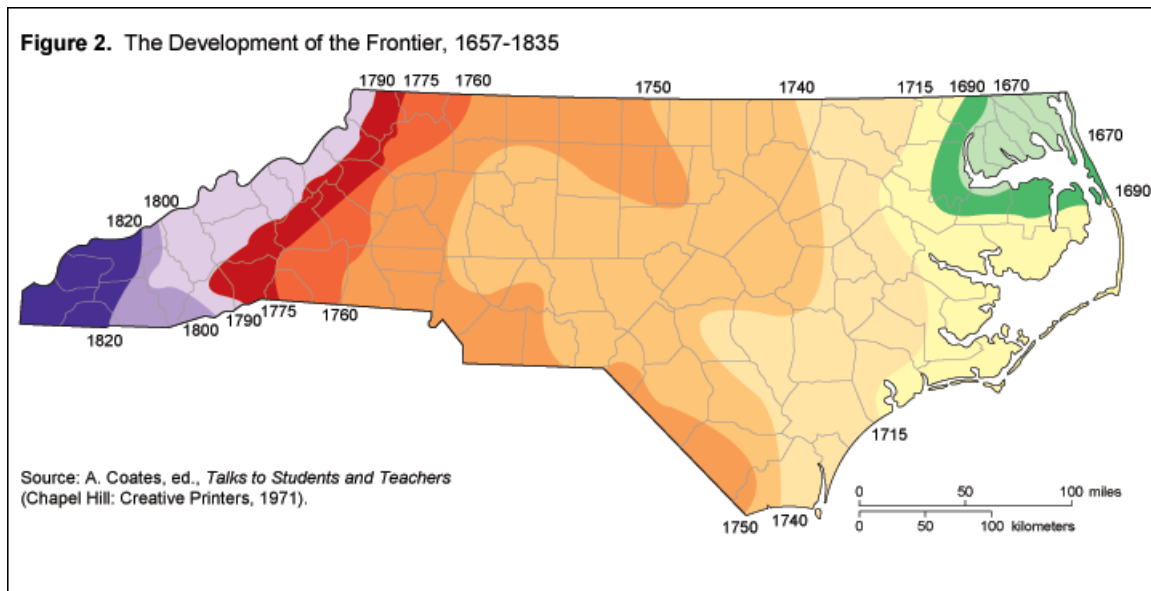 Figure 2. The Development of the Frontier, 1657-1835
1790 1775 1760 1750 1740 1715 1690 1670
1670
1690
1800
1820
1820
1800
1790
1775
1760
1715
1750
1740
Source: A. Coates, ed., Talks to Students and Teachers
(Chapel Hill: Creative Printers, 1971).
0 50 100 miles
0 50 100 kilometers